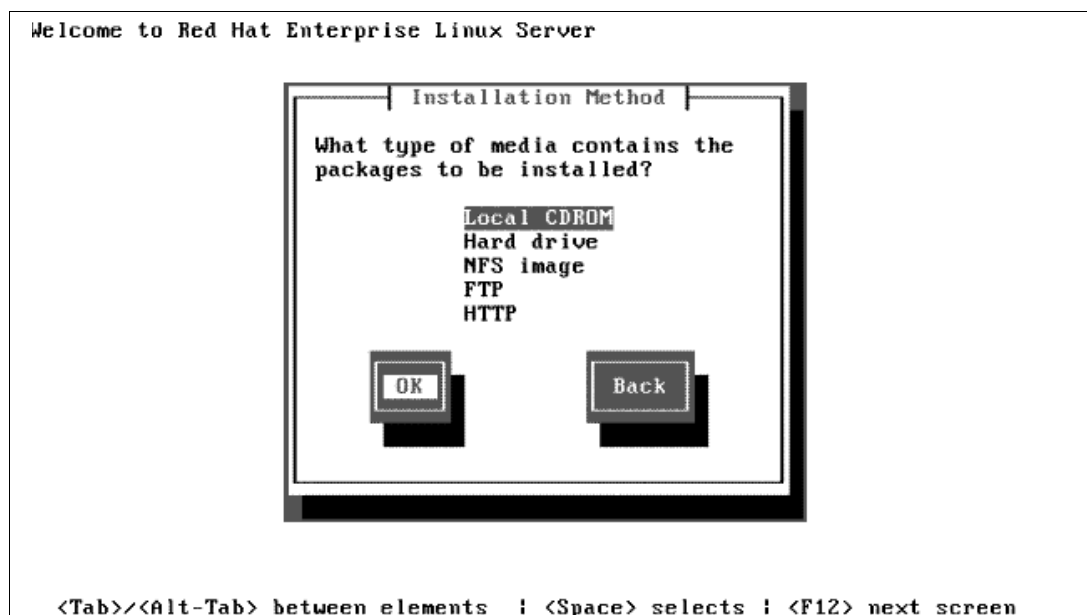 Welcome to Red Hat Enterprise Linux Server
Installation Method
What type of media contains the
packages to be installed?
Local CDROM
Hard drive
NFS image
FTP
HTTP
OK Back
<Tab>/<Alt-Tab> between elements | <Space> selects | <F12> next screen